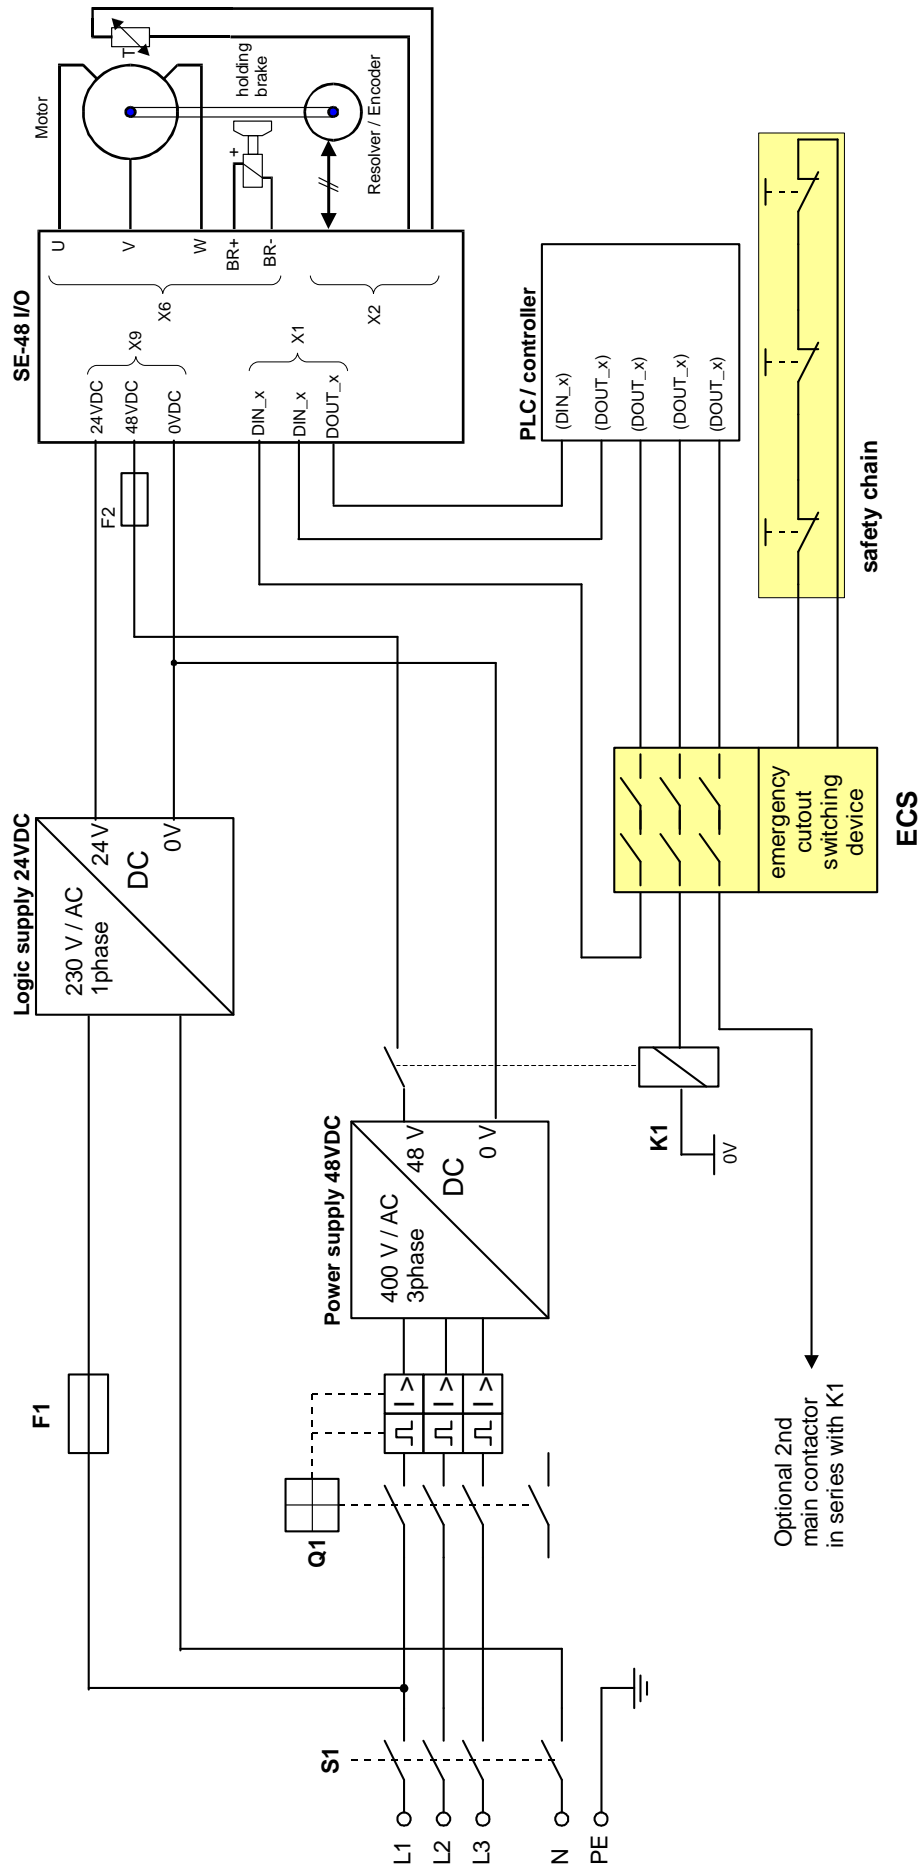 L1
L2
L3
N
PE
S1
Q1
F1
I >
I >
I >
Logic supply 24VDC
230 V / AC
1phase
24V
DC
0V
Power supply 48VDC
400 V / AC
3phase
48 V
DC
0 V
K1
0V
Optional 2nd
main contactor
in series with K1
ECS
emergency
cutout
switching
device
safety chain
F2
SE-48 I/O
24VDC
48VDC
0VDC
X9
DIN_x
DIN_x
DOUT_x
X1
U
V
W
BR+
BR-
X6
X2
PLC / controller
(DIN_x)
(DOUT_x)
(DOUT_x)
(DOUT_x)
(DOUT_x)
Motor
T
+
holding
brake
Resolver / Encoder